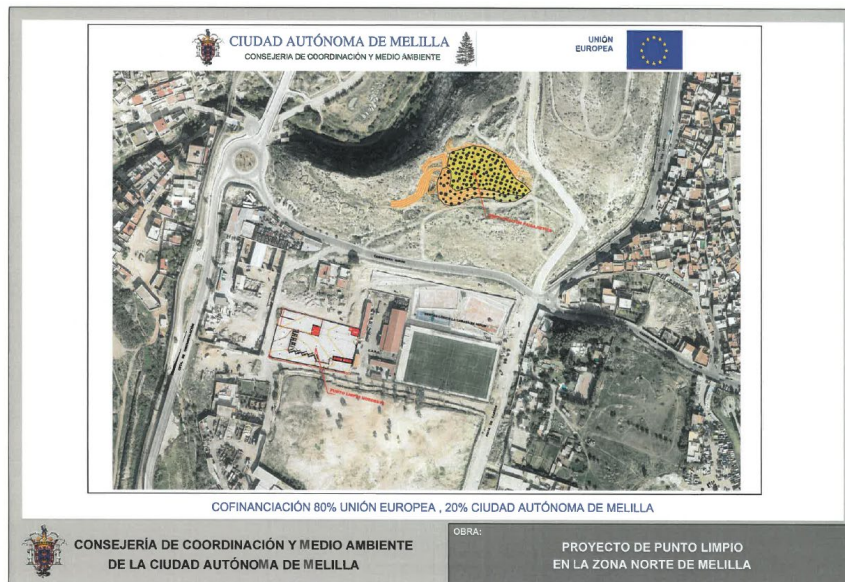 CIUDAD AUTÓNOMA DE MELILLA
CONSEJERIA DE COORDINACIÓN Y MEDIO AMBIENTE
UNIÓN
EUROPEA
COFINANCIACIÓN 80% UNIÓN EUROPEA , 20% CIUDAD AUTÓNOMA DE MELILLA
CONSEJERÍA DE COORDINACIÓN Y MEDIO AMBIENTE
DE LA CIUDAD AUTÓNOMA DE MELILLA
OBRA:
PROYECTO DE PUNTO LIMPIO
EN LA ZONA NORTE DE MELILLA